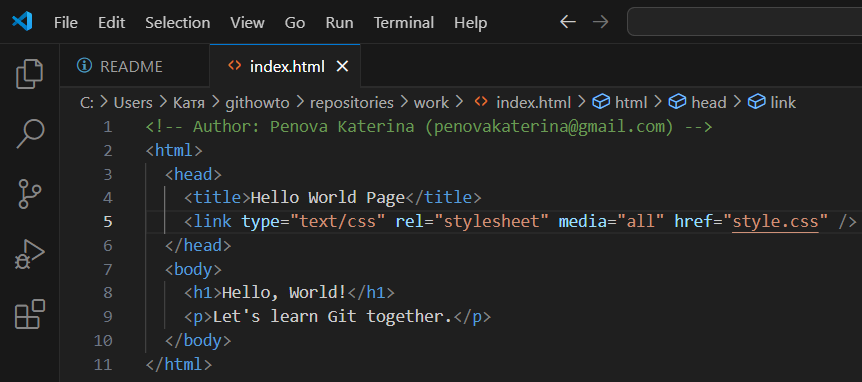 File Edit Selection View Go Run Terminal Help
README index.html
C: > Users > Катя > githowto > repositories > work > index.html > html > head > link
1 <!-- Author: Penova Katerina (penovakaterina@gmail.com) -->
2 <html>
3 <head>
4 <title>Hello World Page</title>
5 <link type="text/css" rel="stylesheet" media="all" href="style.css" />
6 </head>
7 <body>
8 <h1>Hello, World!</h1>
9 <p>Let's learn Git together.</p>
10 </body>
11 </html>